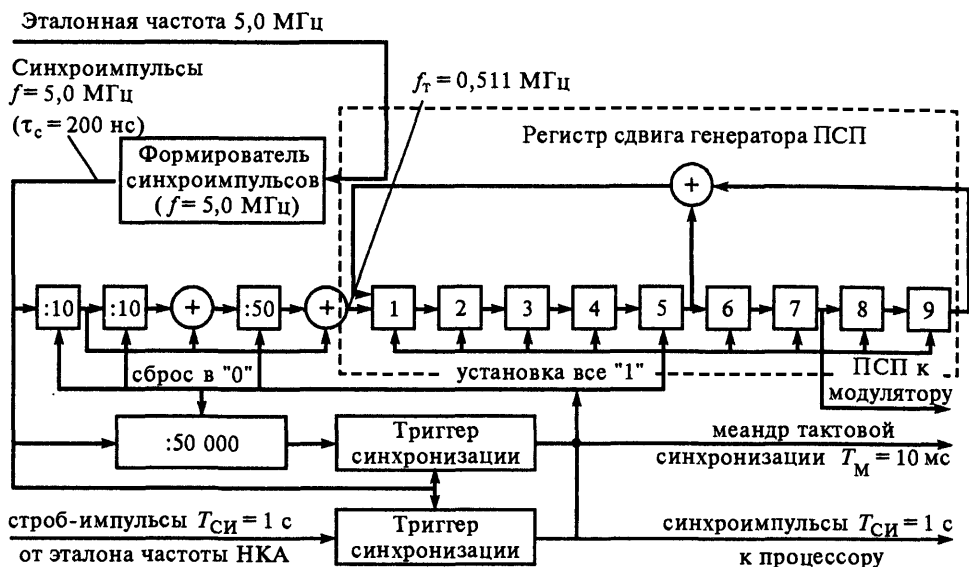 Эталонная частота 5,0 МГц
Синхроимпульсы
f= 5,0 МГц
(τс = 200 нс)
fт = 0,511 МГц
Формирователь
синхроимпульсов
( f= 5,0 МГц)
Регистр сдвига генератора ПСП
+
:10
:10
+
:50
+
1
2
3
4
5
6
7
8
9
сброс в "0"
установка все "1"
ПСП к
модулятору
:50 000
Триггер
синхронизации
меандр тактовой
синхронизации Tм = 10 мс
строб-импульсы TСИ = 1 с
от эталона частоты НКА
Триггер
синхронизации
синхроимпульсы TСИ = 1 с
к процессору